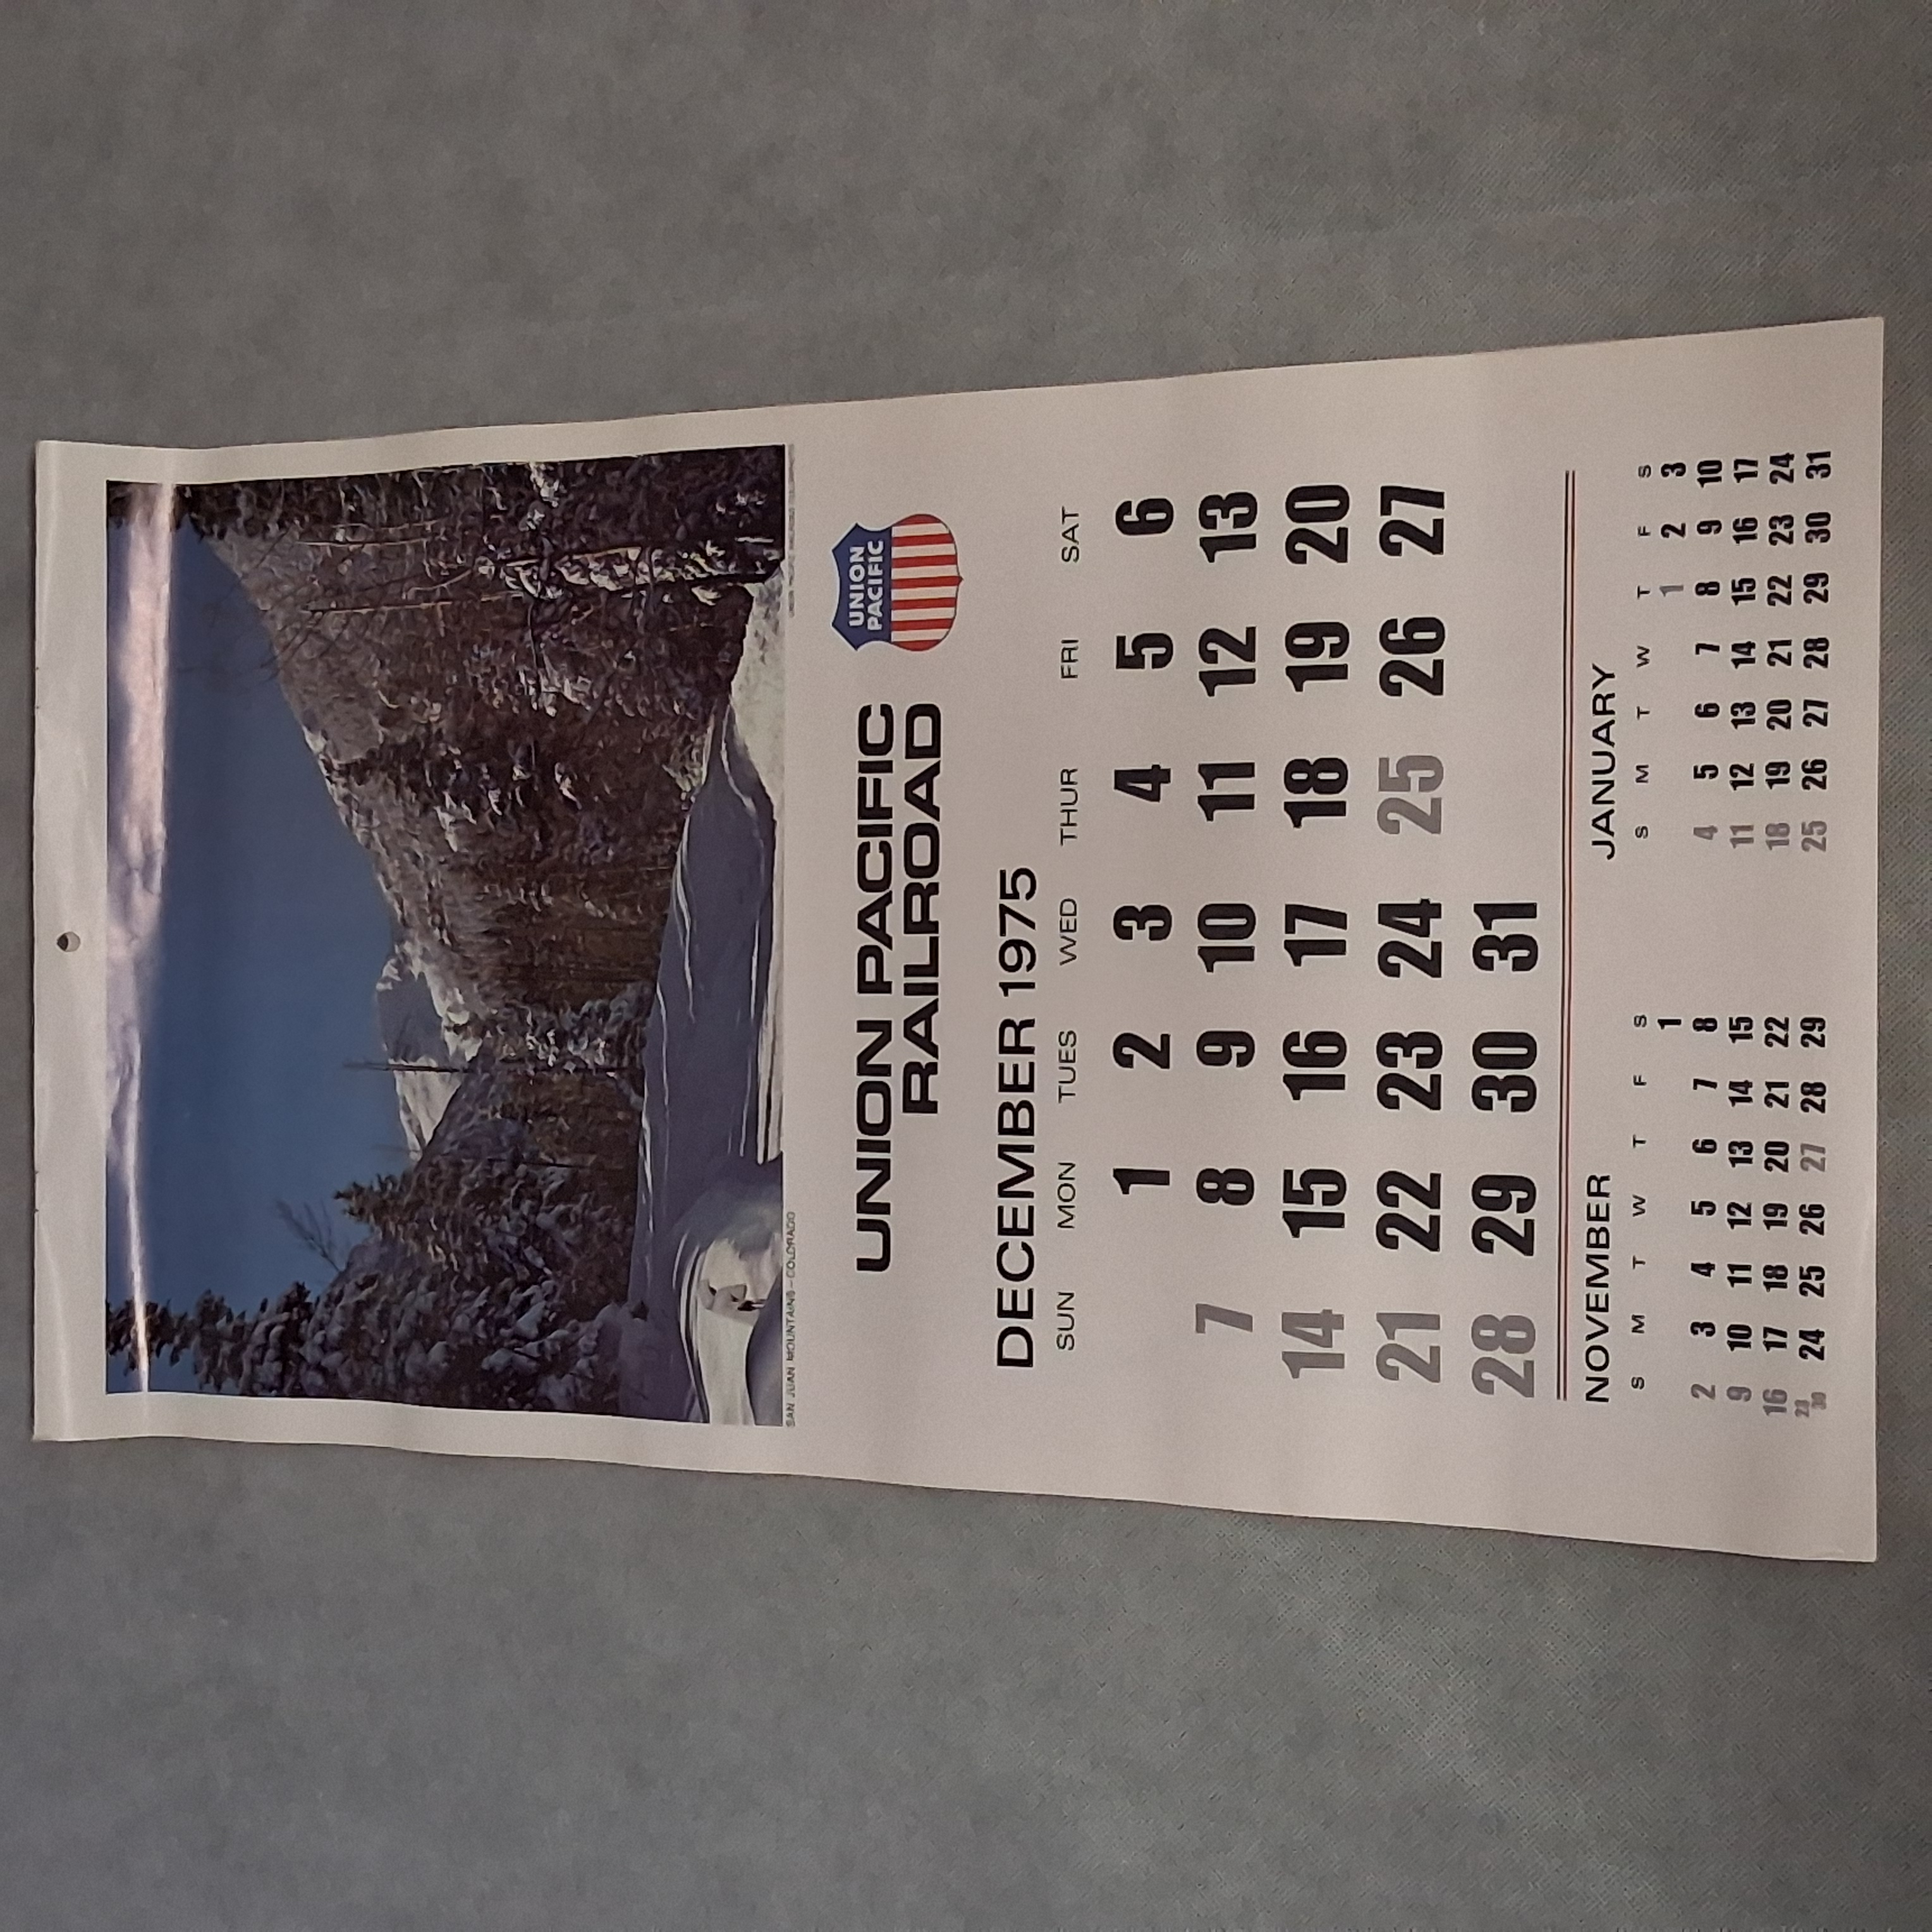 SAN JUAN MOUNTAINS-COLORADO
UNION PACIFIC
RAILROAD
UNION
PACIFIC
DECEMBER 1975
SUN MON TUES WED THUR FRI SAT
1 2 3 4 5 6
7 8 9 10 11 12 13
14 15 16 17 18 19 20
21 22 23 24 25 26 27
28 29 30 31
NOVEMBER
S M T W T F S
1
2 3 4 5 6 7 8
9 10 11 12 13 14 15
16 17 18 19 20 21 22
23 30 24 25 26 27 28 29
JANUARY
S M T W T F S
1 2 3
4 5 6 7 8 9 10
11 12 13 14 15 16 17
18 19 20 21 22 23 24
25 26 27 28 29 30 31